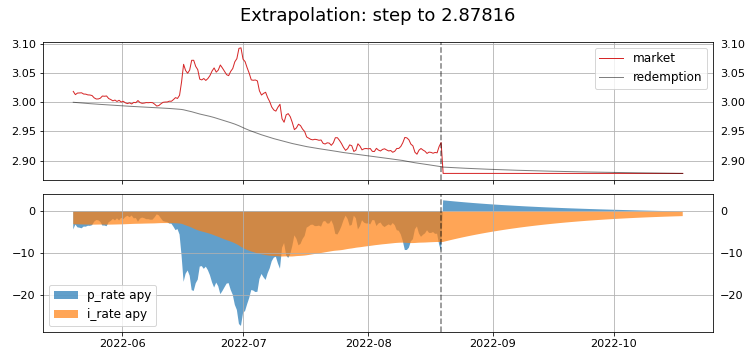 Extrapolation: step to 2.87816
3.10 3.10
market
3.05 3.05
redemption
3.00 3.00
2.95 2.95
2.90 2.90
0 0
−10 −10
p_rate apy
−20 −20
i_rate apy
2022-06 2022-07 2022-08 2022-09 2022-10